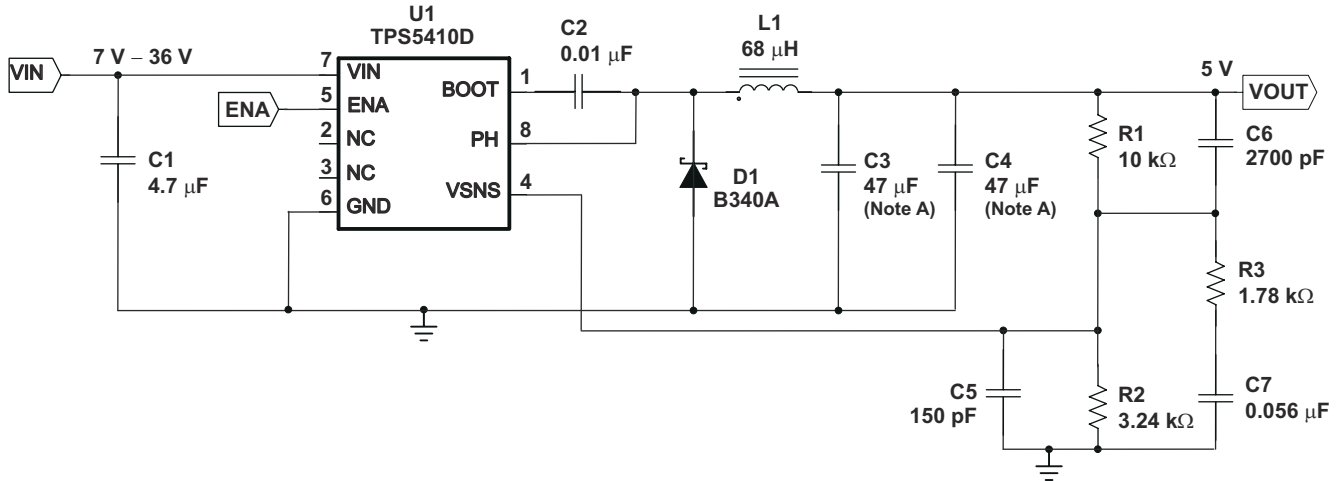 U1
TPS5410D
C2
0.01 μF
L1
68 μH
VIN
7 V – 36 V
7
VIN
BOOT
1
5 V
VOUT
ENA
5
ENA
2
NC
PH
8
3
NC
VSNS
4
6
GND
C1
4.7 μF
D1
B340A
C3
47 μF
(Note A)
C4
47 μF
(Note A)
R1
10 kΩ
C6
2700 pF
R3
1.78 kΩ
C5
150 pF
R2
3.24 kΩ
C7
0.056 μF